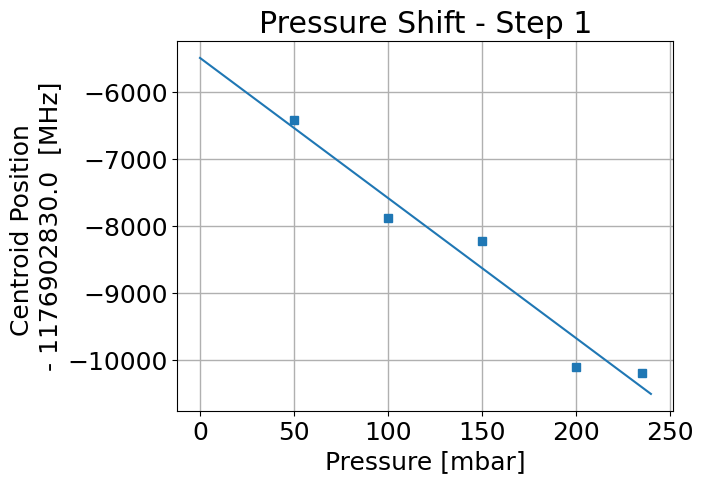 Pressure Shift - Step 1
Centroid Position
- 1176902830.0  [MHz]
−6000
−7000
−8000
−9000
−10000
0
50
100
150
200
250
Pressure [mbar]